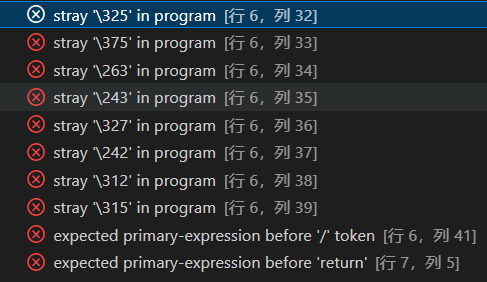 stray '\325' in program [行 6，列 32]
stray '\375' in program [行 6，列 33]
stray '\263' in program [行 6，列 34]
stray '\243' in program [行 6，列 35]
stray '\327' in program [行 6，列 36]
stray '\242' in program [行 6，列 37]
stray '\312' in program [行 6，列 38]
stray '\315' in program [行 6，列 39]
expected primary-expression before '/' token [行 6，列 41]
expected primary-expression before 'return' [行 7，列 5]